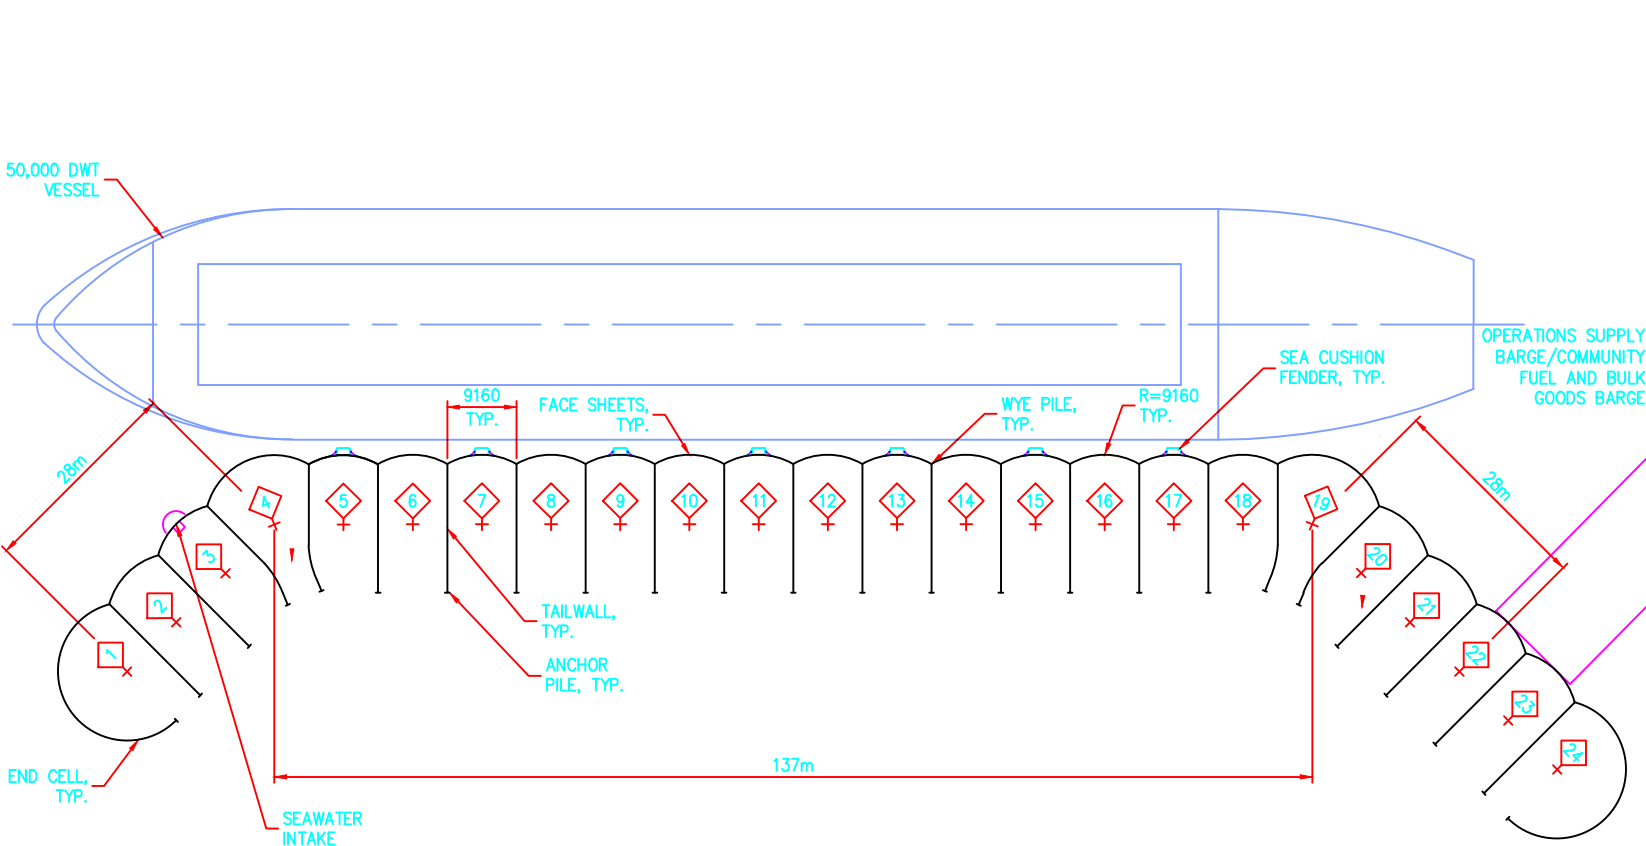 50,000 DWT
VESSEL
OPERATIONS SUPPLY
BARGE/COMMUNITY
FUEL AND BULK
GOODS BARGE
SEA CUSHION
FENDER, TYP.
9160
TYP.
FACE SHEETS,
TYP.
WYE PILE,
TYP.
R=9160
TYP.
28m
28m
1
2
3
4
5
6
7
8
9
10
11
12
13
14
15
16
17
18
19
20
21
22
23
24
TAILWALL,
TYP.
ANCHOR
PILE, TYP.
137m
END CELL,
TYP.
SEAWATER
INTAKE